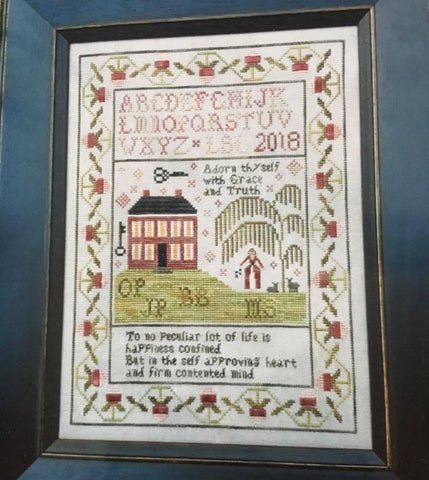 ABCDEFGHIJK
LMNOPQRSTUV
WXYZ × LSL 2018
Adorn thyself
with Grace
and Truth
OP
JP
BB
MS
To no peculiar lot of life is
happiness confined
But in the self approving heart
and firm contented mind